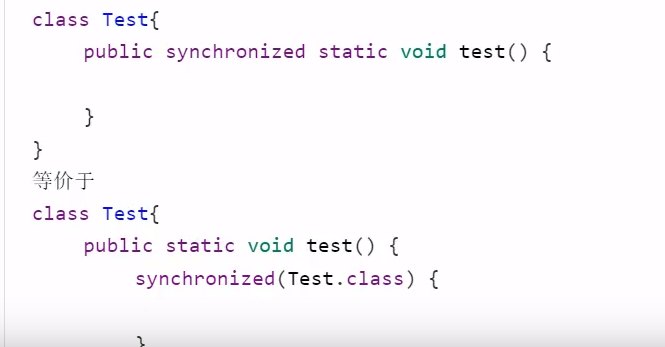 class Test{
public synchronized static void test() {
}
}
等价于
class Test{
public static void test() {
synchronized(Test.class) {
}